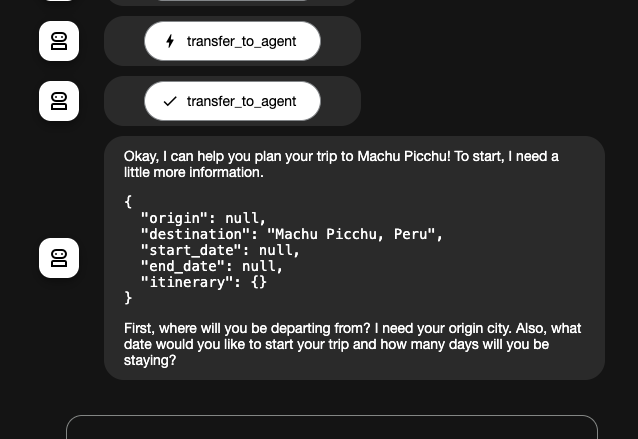 transfer_to_agent
transfer_to_agent
Okay, I can help you plan your trip to Machu Picchu! To start, I need a
little more information.
{
  "origin": null,
  "destination": "Machu Picchu, Peru",
  "start_date": null,
  "end_date": null,
  "itinerary": {}
}
First, where will you be departing from? I need your origin city. Also, what
date would you like to start your trip and how many days will you be
staying?